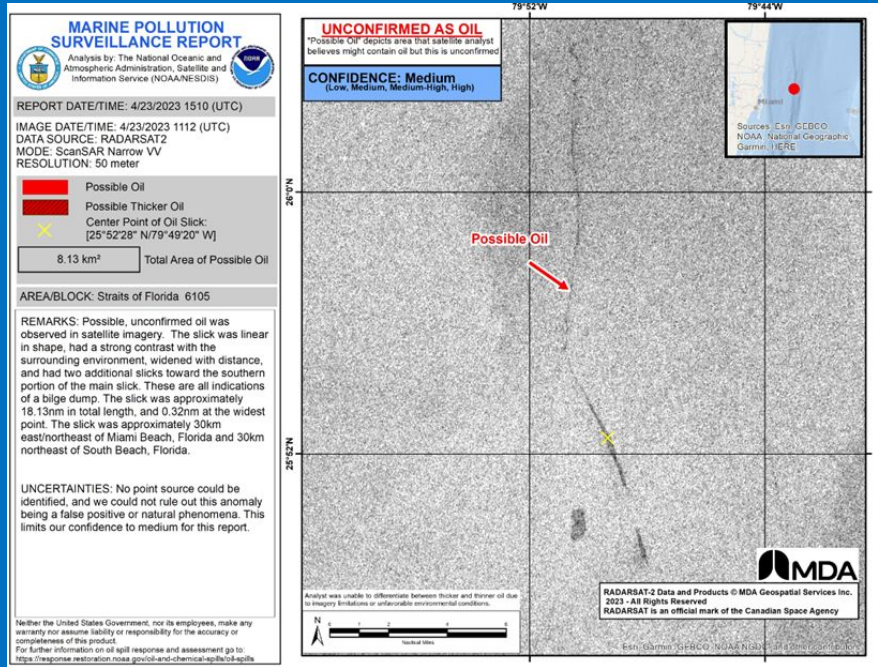 MARINE POLLUTION
SURVEILLANCE REPORT
Analysis by: The National Oceanic and
Atmospheric Administration, Satellite and
Information Service (NOAA/NESDIS)
NOAA
REPORT DATE/TIME: 4/23/2023 1510 (UTC)
IMAGE DATE/TIME: 4/23/2023 1112 (UTC)
DATA SOURCE: RADARSAT2
MODE: ScanSAR Narrow VV
RESOLUTION: 50 meter
Possible Oil
Possible Thicker Oil
Center Point of Oil Slick:
[25°52'28" N/79°49'20" W]
8.13 km² Total Area of Possible Oil
AREA/BLOCK: Straits of Florida 6105
REMARKS: Possible, unconfirmed oil was
observed in satellite imagery. The slick was linear
in shape, had a strong contrast with the
surrounding environment, widened with distance,
and had two additional slicks toward the southern
portion of the main slick. These are all indications
of a bilge dump. The slick was approximately
18.13nm in total length, and 0.32nm at the widest
point. The slick was approximately 30km
east/northeast of Miami Beach, Florida and 30km
northeast of South Beach, Florida.
UNCERTAINTIES: No point source could be
identified, and we could not rule out this anomaly
being a false positive or natural phenomena. This
limits our confidence to medium for this report.
Neither the United States Government, nor its employees, make any
warranty nor assume liability or responsibility for the accuracy or
completeness of this product.
For further information on oil spill response and assessment go to:
https://response.restoration.noaa.gov/oil-and-chemical-spills/oil-spills
79°52'W
79°44'W
UNCONFIRMED AS OIL
"Possible Oil" depicts area that satellite analyst
believes might contain oil but this is unconfirmed
CONFIDENCE: Medium
(Low, Medium, Medium-High, High)
Miami
Sources: Esri, GEBCO,
NOAA, National Geographic,
Garmin, HERE
26°0'N
Possible Oil
25°52'N
MDA
Analyst was unable to differentiate between thicker and thinner oil due
to imagery limitations or unfavorable environmental conditions.
N
0 1 2 4 6
Nautical Miles
RADARSAT-2 Data and Products © MDA Geospatial Services Inc.
2023 - All Rights Reserved
RADARSAT is an official mark of the Canadian Space Agency
Esri, Garmin, GEBCO, NOAA NGDC, and other contributors